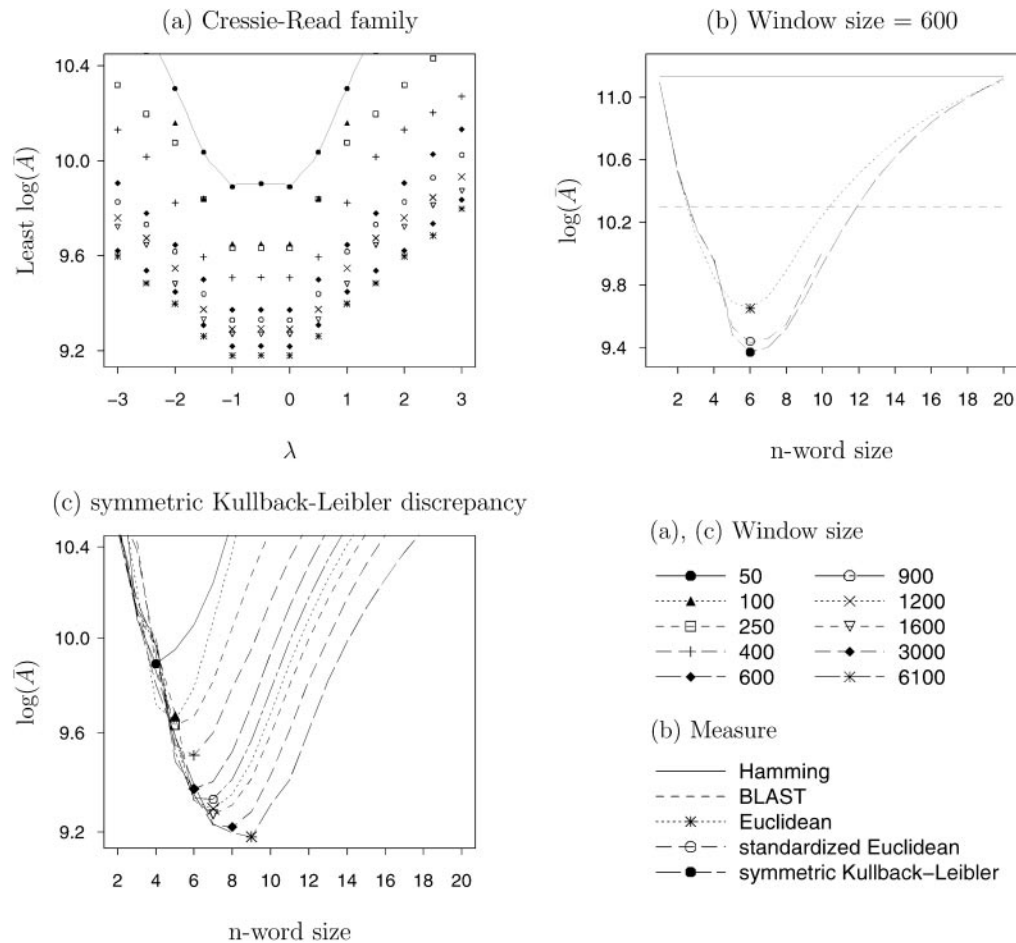 (a) Cressie-Read family
10.4
10.0
9.6
9.2
Least log(Ā)
−3 −2 −1 0 1 2 3
λ
(b) Window size = 600
11.0
10.6
10.2
9.8
9.4
log(Ā)
2 4 6 8 10 12 14 16 18 20
n-word size
(c) symmetric Kullback-Leibler discrepancy
10.4
10.0
9.6
9.2
log(Ā)
2 4 6 8 10 12 14 16 18 20
n-word size
(a), (c) Window size
50 900
100 1200
250 1600
400 3000
600 6100
(b) Measure
Hamming
BLAST
Euclidean
standardized Euclidean
symmetric Kullback−Leibler